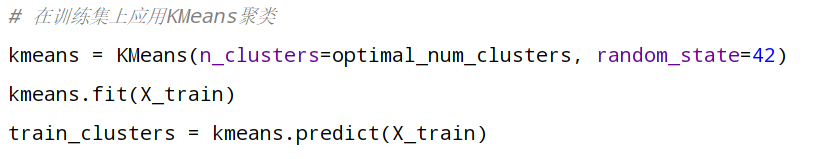 # 在训练集上应用KMeans聚类
kmeans = KMeans(n_clusters=optimal_num_clusters, random_state=42)
kmeans.fit(X_train)
train_clusters = kmeans.predict(X_train)